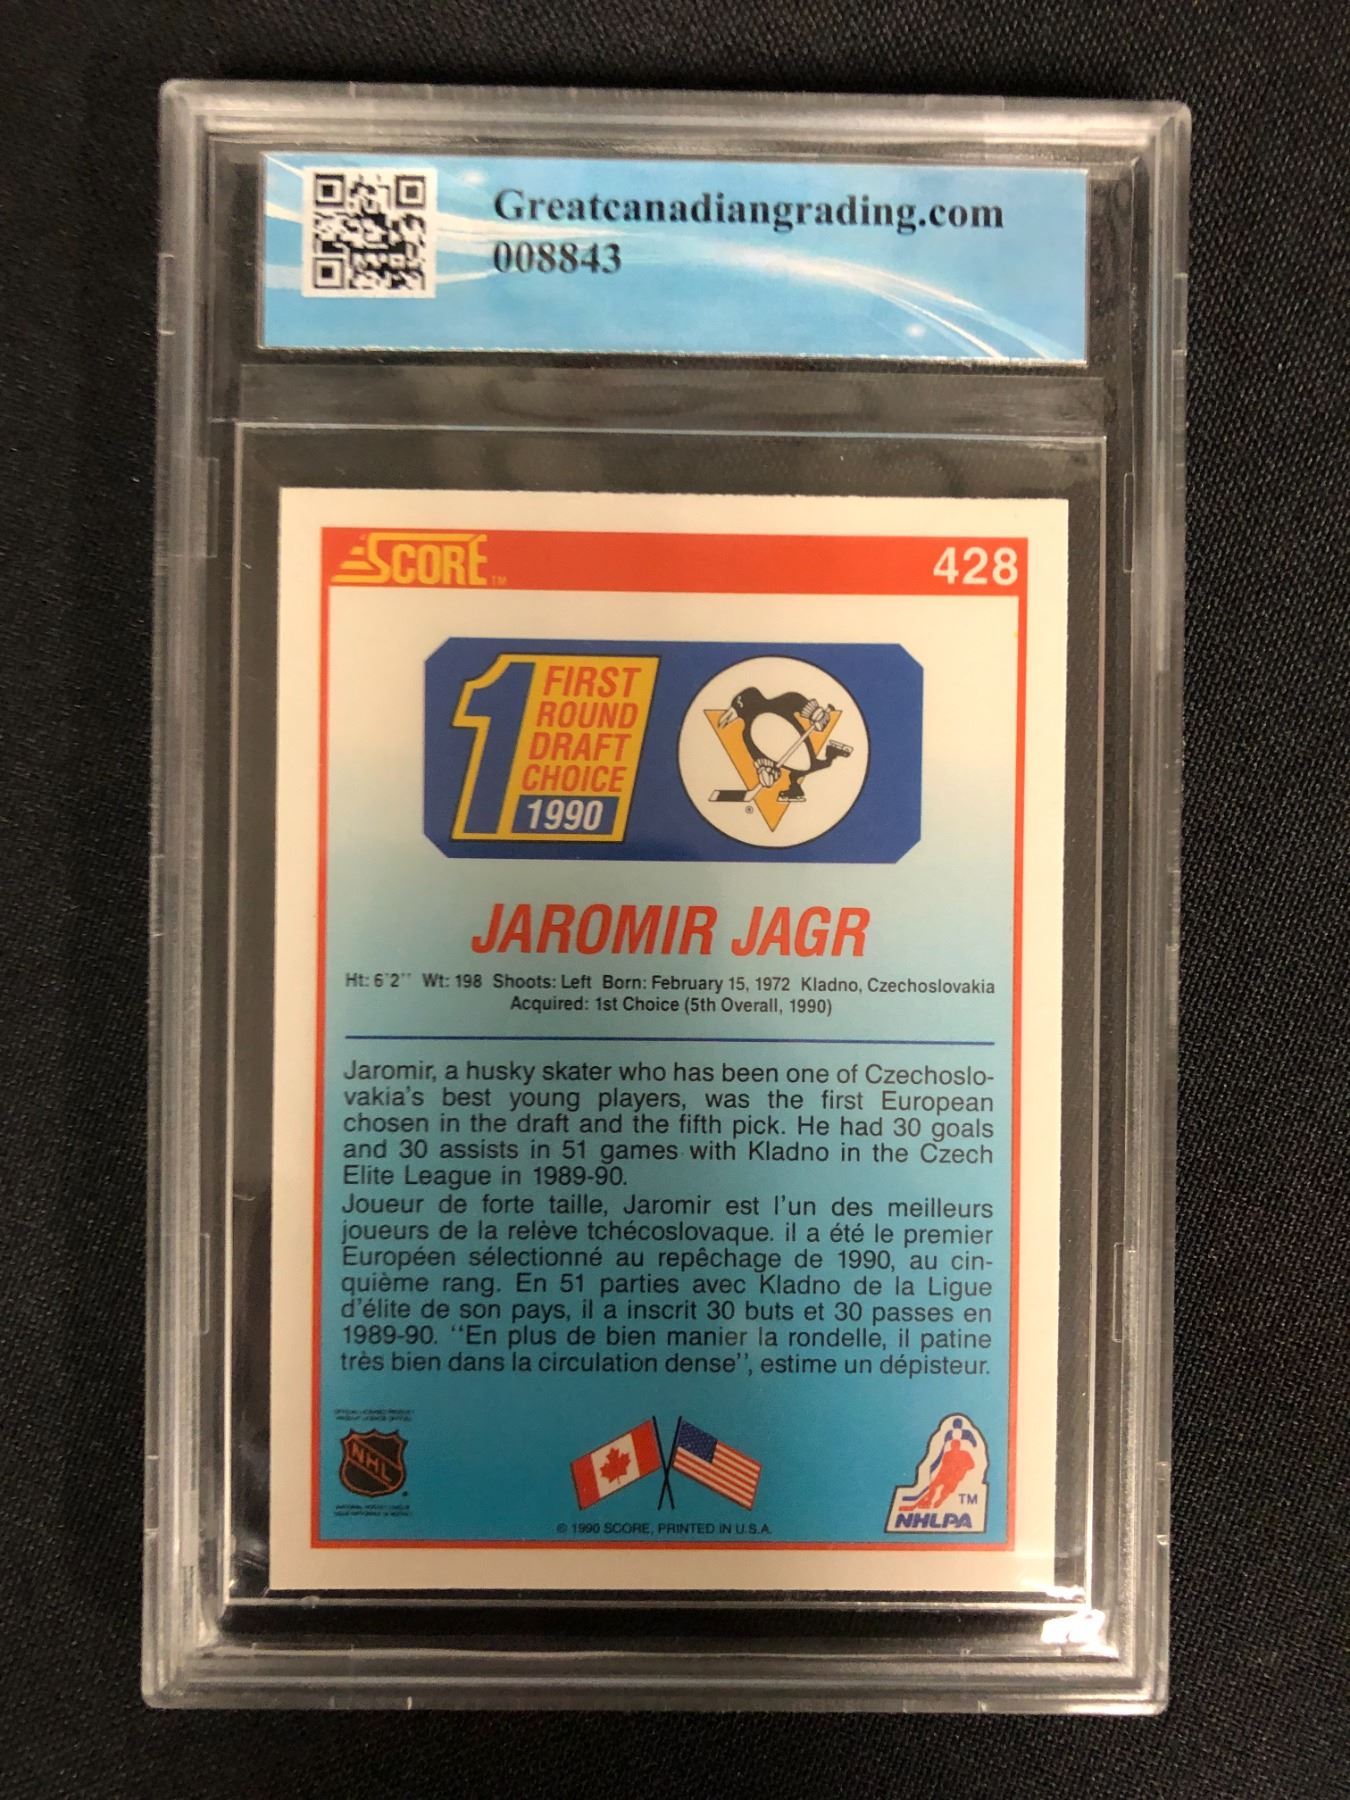 Greatcanadiangrading.com
008843
SCORE TM
428
1 FIRST
ROUND
DRAFT
CHOICE
1990
®
JAROMIR JAGR
Ht: 6'2'' Wt: 198 Shoots: Left Born: February 15, 1972 Kladno, Czechoslovakia
Acquired: 1st Choice (5th Overall, 1990)
Jaromir, a husky skater who has been one of Czechoslo-
vakia's best young players, was the first European
chosen in the draft and the fifth pick. He had 30 goals
and 30 assists in 51 games with Kladno in the Czech
Elite League in 1989-90.
Joueur de forte taille, Jaromir est l'un des meilleurs
joueurs de la relève tchécoslovaque. il a été le premier
Européen sélectionné au repêchage de 1990, au cin-
quième rang. En 51 parties avec Kladno de la Ligue
d'élite de son pays, il a inscrit 30 buts et 30 passes en
1989-90. ‘‘En plus de bien manier la rondelle, il patine
très bien dans la circulation dense’’, estime un dépisteur.
NHL
®
© 1990 SCORE, PRINTED IN U.S.A.
TM
NHLPA